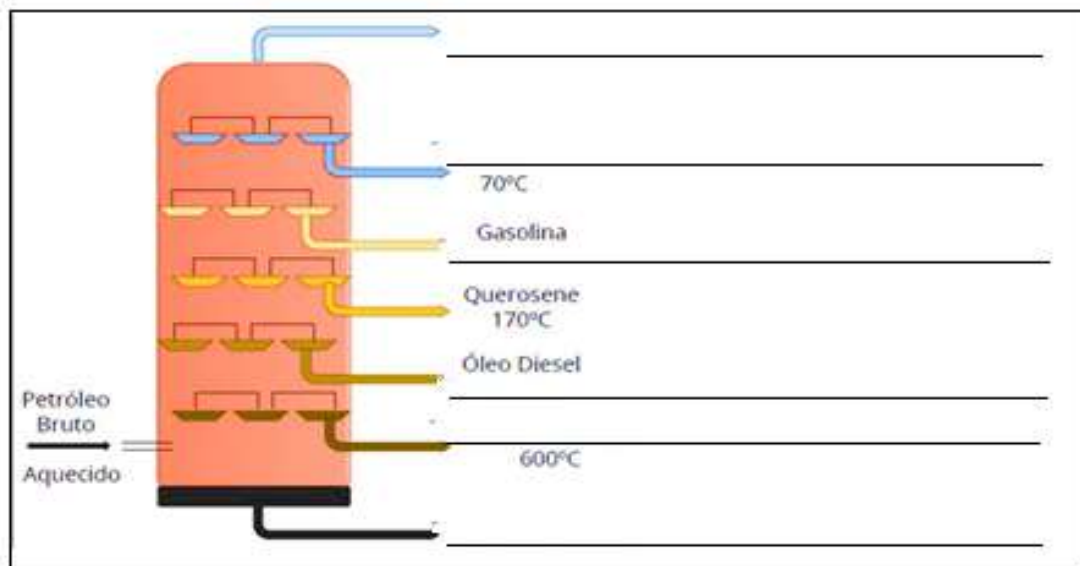 70ºC
Gasolina
Querosene
170ºC
Óleo Diesel
Petróleo
Bruto
Aquecido
600ºC